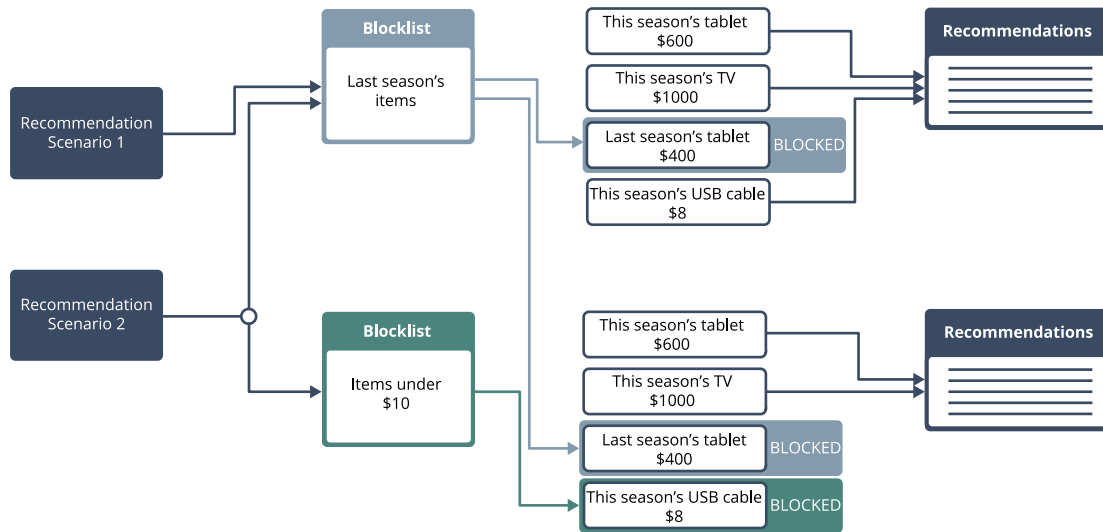 Blocklist
Last season’s
items
Recommendation
Scenario 1
This season’s tablet
$600
This season’s TV
$1000
Last season’s tablet
$400
BLOCKED
This season’s USB cable
$8
Recommendations
Recommendation
Scenario 2
Blocklist
Items under
$10
This season’s tablet
$600
This season’s TV
$1000
Last season’s tablet
$400
BLOCKED
This season’s USB cable
$8
BLOCKED
Recommendations